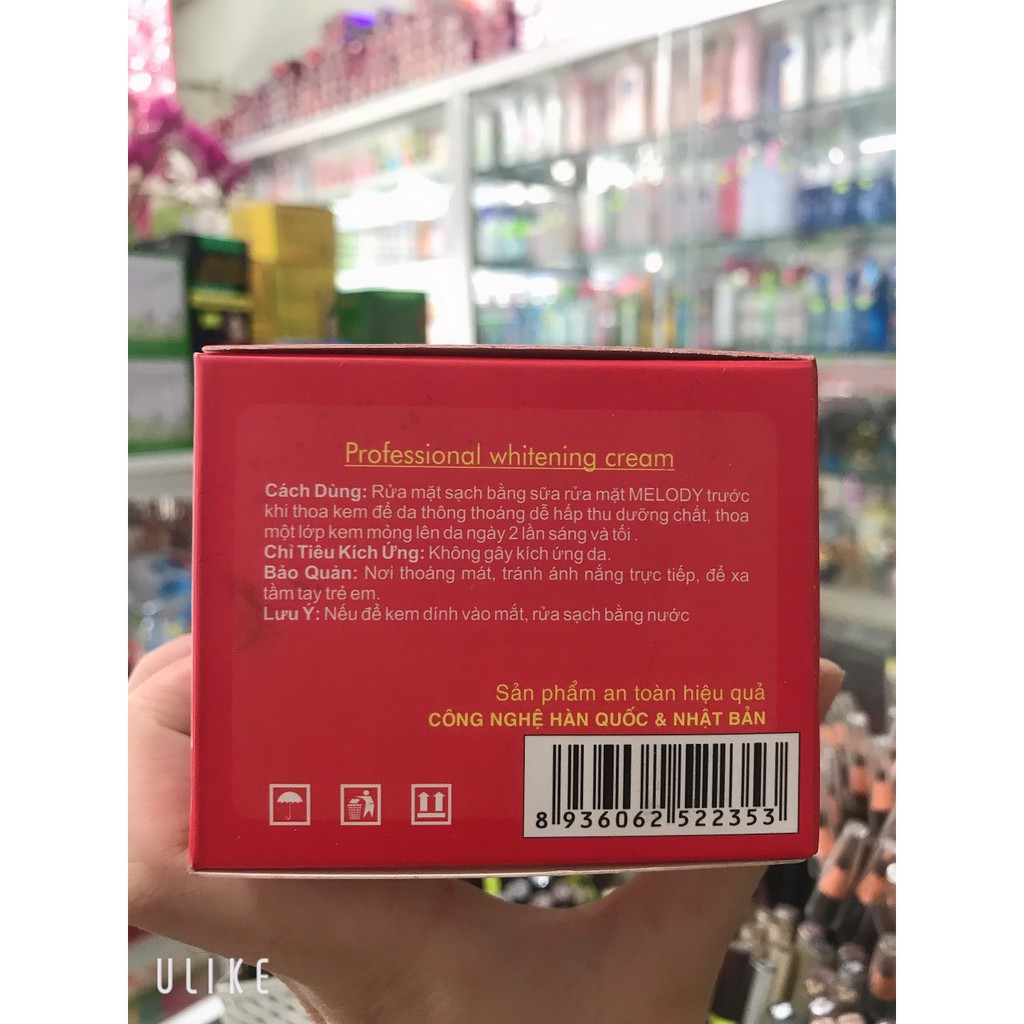 Professional whitening cream
Cách Dùng: Rửa mặt sạch bằng sữa rửa mặt MELODY trước
khi thoa kem để da thông thoáng dễ hấp thu dưỡng chất, thoa
một lớp kem mỏng lên da ngày 2 lần sáng và tối .
Chỉ Tiêu Kích Ứng: Không gây kích ứng da.
Bảo Quản: Nơi thoáng mát, tránh ánh nắng trực tiếp, để xa
tầm tay trẻ em.
Lưu Ý: Nếu để kem dính vào mắt, rửa sạch bằng nước
Sản phẩm an toàn hiệu quả
CÔNG NGHỆ HÀN QUỐC & NHẬT BẢN
8 936062 522353
ULIKE